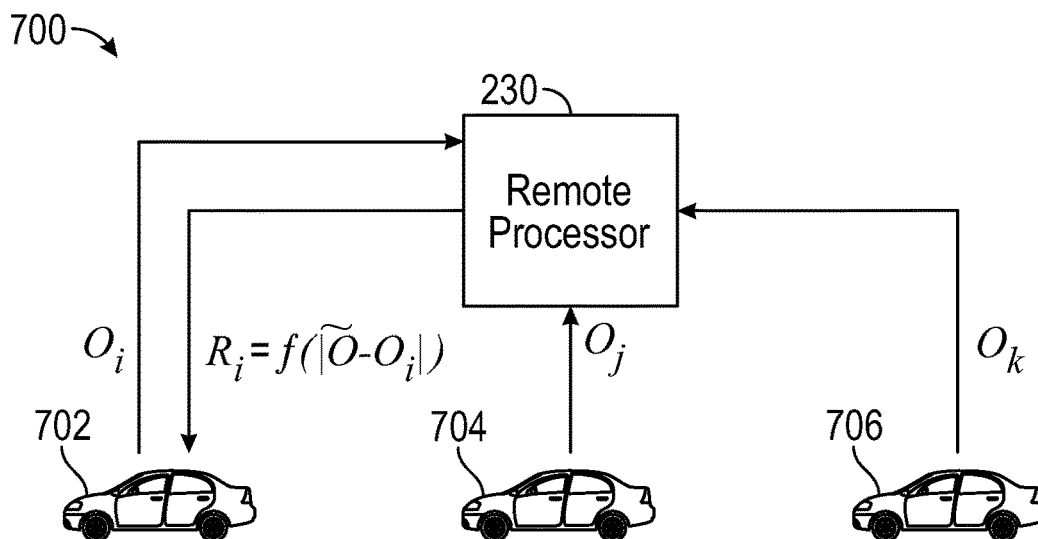 700
230
Remote
Processor
O_i
R_i = f(|Õ-O_i|)
O_j
O_k
702
704
706